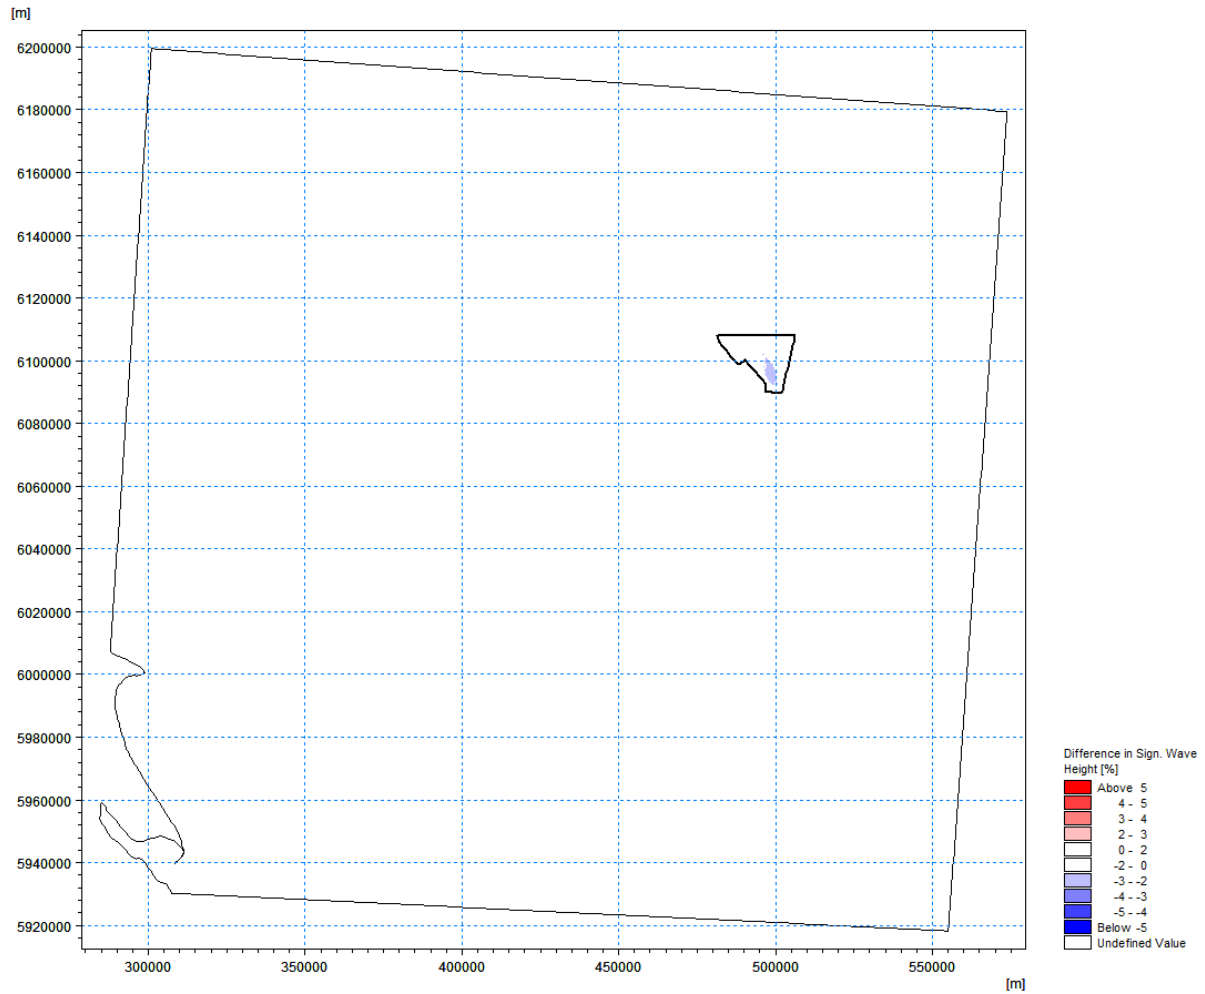 [m]
6200000
6180000
6160000
6140000
6120000
6100000
6080000
6060000
6040000
6020000
6000000
5980000
5960000
5940000
5920000
300000 350000 400000 450000 500000 550000
[m]
Difference in Sign. Wave
Height [%]
Above 5
4 - 5
3 - 4
2 - 3
0 - 2
-2 - 0
-3 - -2
-4 - -3
-5 - -4
Below -5
Undefined Value